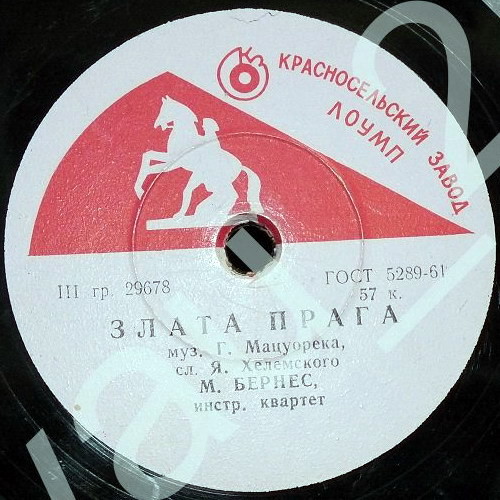 КРАСНОСЕЛЬСКИЙ ЗАВОД
ЛОУМП
III гр. 29678
ГОСТ 5289-61
57 к.
ЗЛАТА ПРАГА
муз. Г. Мацуорека,
сл. Я. Хелемского
М. БЕРНЕС,
инстр. квартет